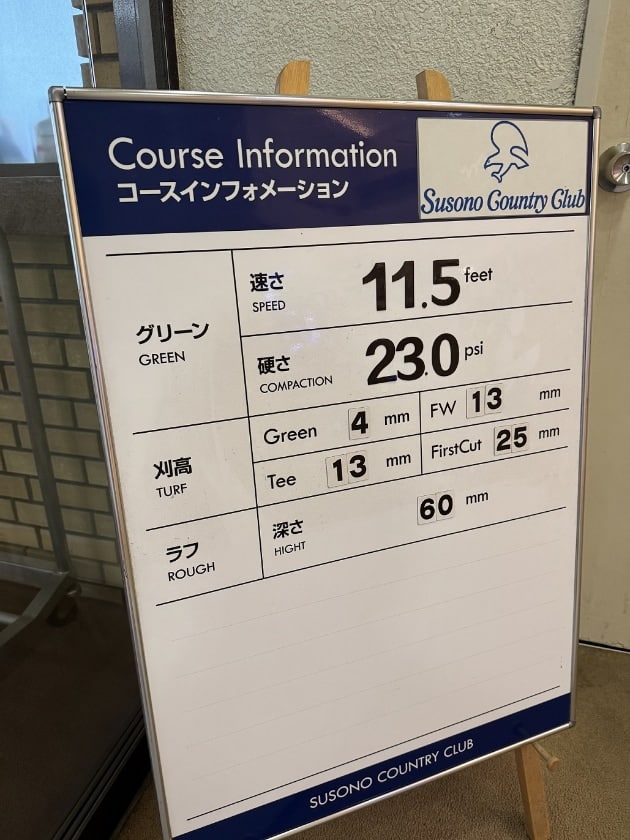 Course Information
コースインフォメーション
Susono Country Club
グリーン
GREEN
速さ
SPEED
11.5 feet
硬さ
COMPACTION
23.0 psi
刈高
TURF
Green 4 mm
FW 13 mm
Tee 13 mm
FirstCut 25 mm
ラフ
ROUGH
深さ
HIGHT
60 mm
SUSONO COUNTRY CLUB